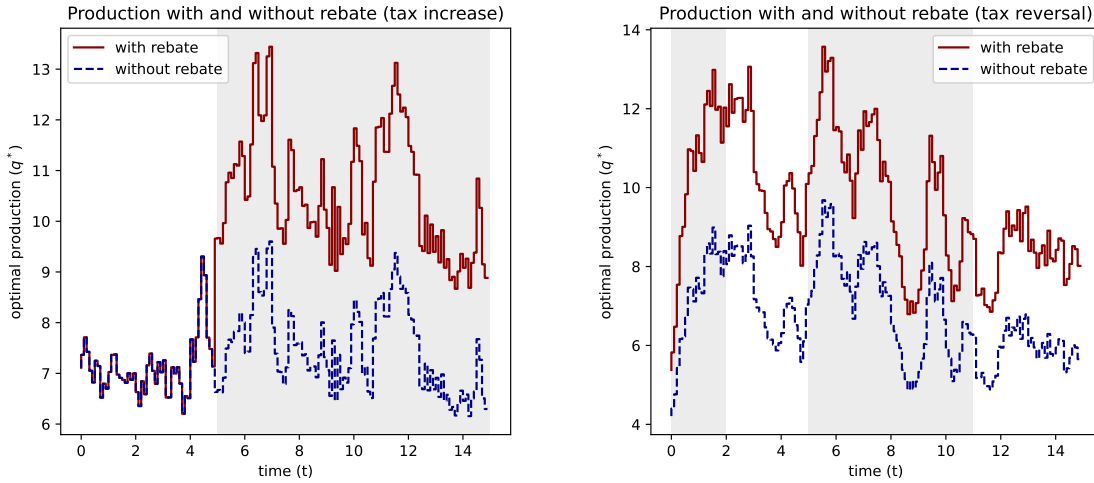 Production with and without rebate (tax increase)
with rebate
without rebate
optimal production (q*)
13
12
11
10
9
8
7
6
0 2 4 6 8 10 12 14
time (t)
Production with and without rebate (tax reversal)
with rebate
without rebate
optimal production (q*)
14
12
10
8
6
4
0 2 4 6 8 10 12 14
time (t)